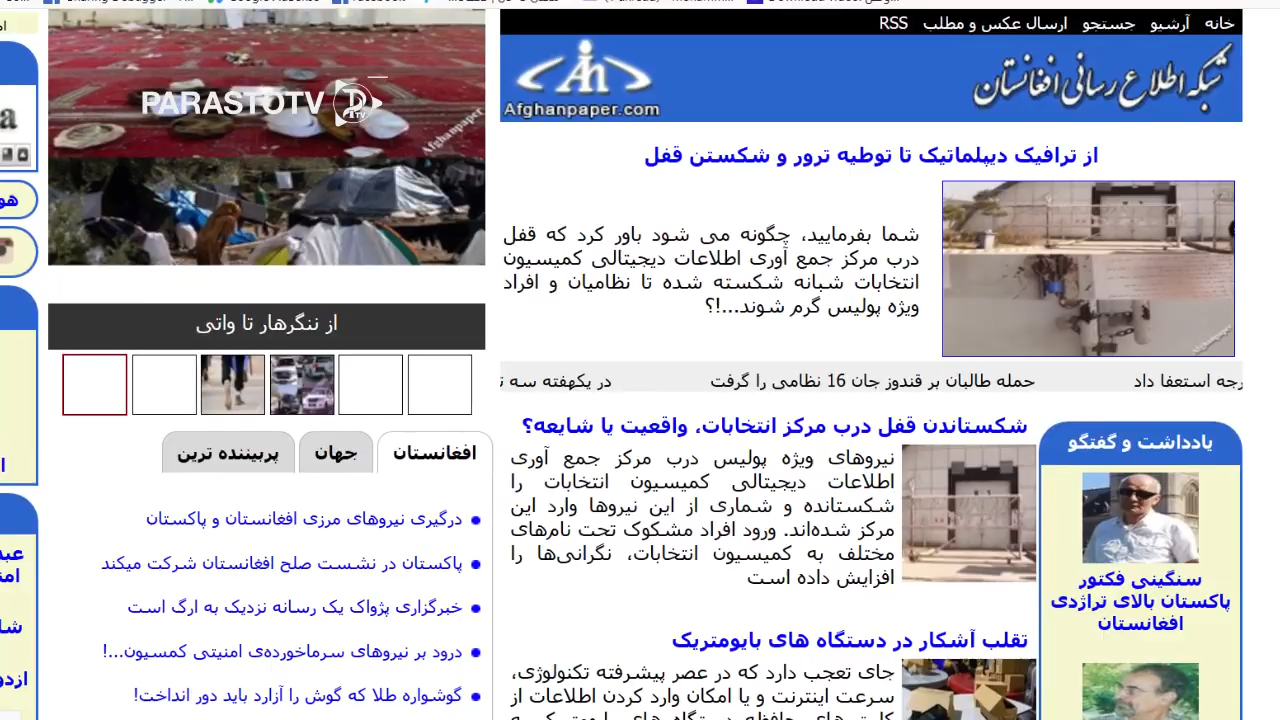 خانه آرشیو جستجو ارسال عکس و مطلب RSS
شبکه اطلاع رسانی افغانستان
Afghanpaper.com
از ترافیک دیپلماتیک تا توطیه ترور و شکستن قفل
شما بفرمایید، چگونه می شود باور کرد که قفل
درب مرکز جمع آوری اطلاعات دیجیتالی کمیسیون
انتخابات شبانه شکسته شده تا نظامیان و افراد
ویژه پولیس گرم شوند...!؟
رجه استعفا داد
حمله طالبان بر قندوز جان 16 نظامی را گرفت
در یکهفته سه
شکستاندن قفل درب مرکز انتخابات، واقعیت یا شایعه؟
نیروهای ویژه پولیس درب مرکز جمع آوری
اطلاعات دیجیتالی کمیسیون انتخابات را
شکستانده و شماری از این نیروها وارد این
مرکز شده‌اند. ورود افراد مشکوک تحت نام‌های
مختلف به کمیسیون انتخابات، نگرانی‌ها را
افزایش داده است
تقلب آشکار در دستگاه های بایومتریک
جای تعجب دارد که در عصر پیشرفته تکنولوژی،
سرعت اینترنت و یا امکان وارد کردن اطلاعات از
یادداشت و گفتگو
سنگینی فکتور
پاکستان بالای تراژدی
افغانستان
PARASTOTV
TV
Afghanpaper
از ننگرهار تا واتی
افغانستان
جهان
پربیننده ترین
درگیری نیروهای مرزی افغانستان و پاکستان
پاکستان در نشست صلح افغانستان شرکت میکند
خبرگزاری پژواک یک رسانه نزدیک به ارگ است
درود بر نیروهای سرماخورده‌ی امنیتی کمسیون...!
گوشواره طلا که گوش را آزارد باید دور انداخت!